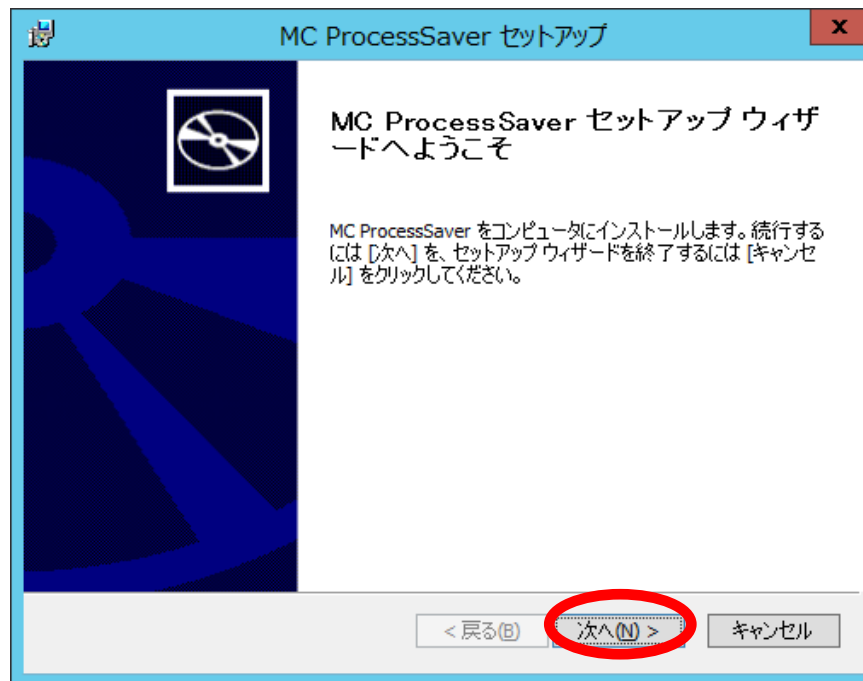 MC ProcessSaver セットアップ
x
MC ProcessSaver セットアップ ウィザ
ードへようこそ
MC ProcessSaver をコンピュータにインストールします。続行する
には [次へ] を、セットアップ ウィザードを終了するには [キャンセ
ル] をクリックしてください。
< 戻る(B)
次へ(N) >
キャンセル